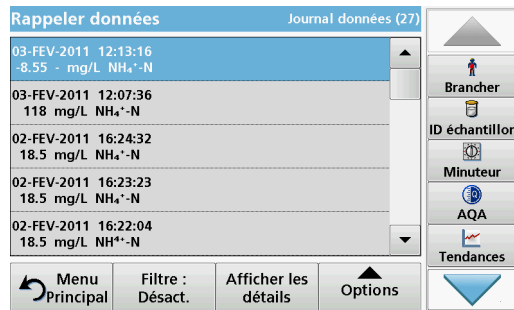 Rappeler données
Journal données (27)
03-FEV-2011 12:13:16
-8.55 - mg/L NH₄⁺-N
03-FEV-2011 12:07:36
118 mg/L NH₄⁺-N
02-FEV-2011 16:24:32
18.5 mg/L NH₄⁺-N
02-FEV-2011 16:23:23
18.5 mg/L NH₄⁺-N
02-FEV-2011 16:22:04
18.5 mg/L NH⁴⁺-N
Menu Principal
Filtre : Désact.
Afficher les détails
Options
Brancher
ID échantillor
Minuteur
AQA
Tendances